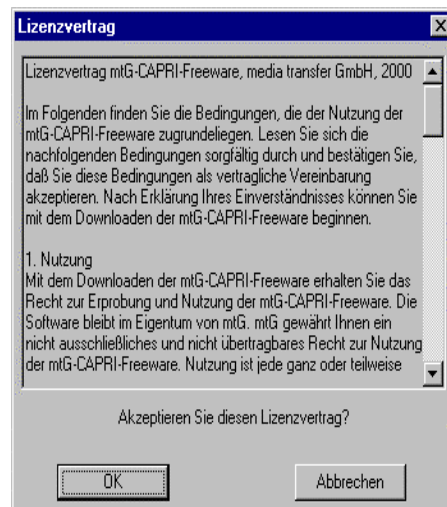 Lizenzvertrag
Lizenzvertrag mtG-CAPRI-Freeware, media transfer GmbH, 2000
Im Folgenden finden Sie die Bedingungen, die der Nutzung der
mtG-CAPRI-Freeware zugrundeliegen. Lesen Sie sich die
nachfolgenden Bedingungen sorgfältig durch und bestätigen Sie,
daß Sie diese Bedingungen als vertragliche Vereinbarung
akzeptieren. Nach Erklärung Ihres Einverständnisses können Sie
mit dem Downloaden der mtG-CAPRI-Freeware beginnen.
1. Nutzung
Mit dem Downloaden der mtG-CAPRI-Freeware erhalten Sie das
Recht zur Erprobung und Nutzung der mtG-CAPRI-Freeware. Die
Software bleibt im Eigentum von mtG. mtG gewährt Ihnen ein
nicht ausschließliches und nicht übertragbares Recht zur Nutzung
der mtG-CAPRI-Freeware. Nutzung ist jede ganz oder teilweise
Akzeptieren Sie diesen Lizenzvertrag?
OK
Abbrechen